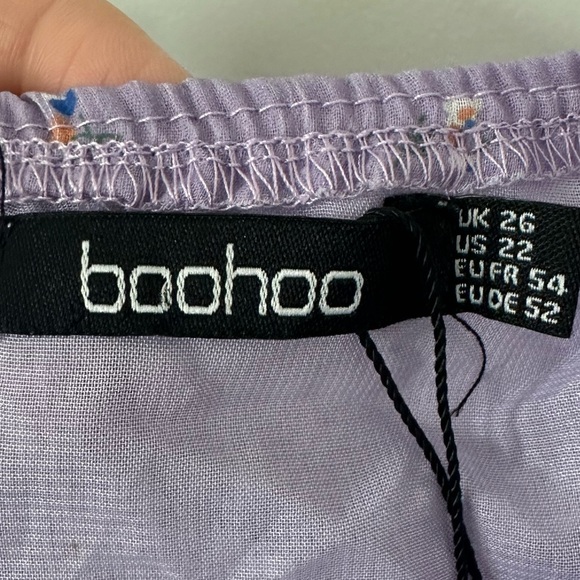 boohoo
UK 26
US 22
EU FR 54
EU DE 52